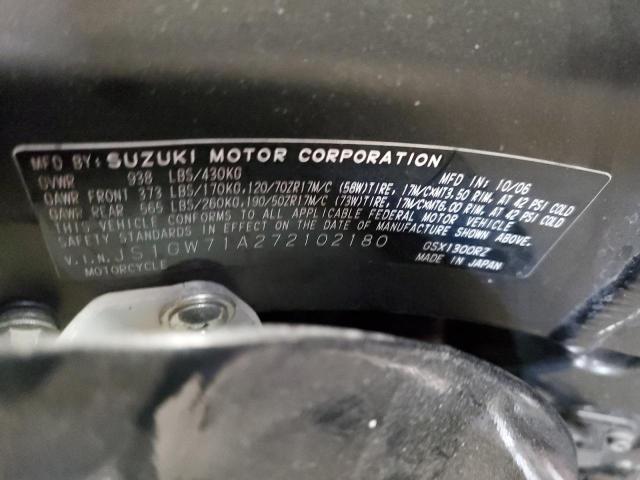 MFD BY: SUZUKI MOTOR CORPORATION MFD IN: 10/06
GVWR 938 LBS/430KG
GAWR FRONT 373 LBS/170KG, 120/70ZR17M/C (58W)TIRE, 17M/CXMT3.50 RIM, AT 42 PSI COLD
GAWR REAR 565 LBS/260KG, 190/50ZR17M/C (73W)TIRE, 17M/CXMT6.00 RIM, AT 42 PSI COLD
THIS VEHICLE CONFORMS TO ALL APPLICABLE FEDERAL MOTOR VEHICLE
SAFETY STANDARDS IN EFFECT ON THE DATE OF MANUFACTURE SHOWN ABOVE.
V.I.N. JS1GW71A272102180 GSX1300RZ
MOTORCYCLE MADE IN JAPAN